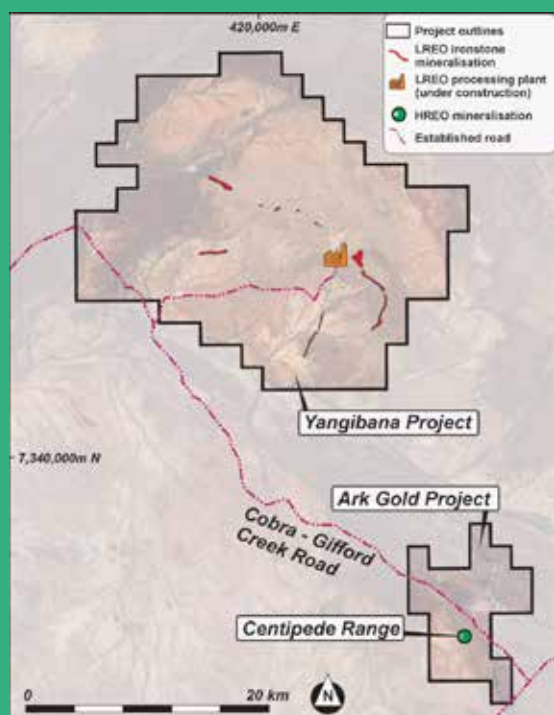 420,000m E
Project outlines
LREO ironstone
mineralisation
LREO processing plant
(under construction)
HREO mineralisation
Established road
Yangibana Project
7,340,000m N
Ark Gold Project
Cobra - Gifford
Creek Road
Centipede Range
0 20 km
N